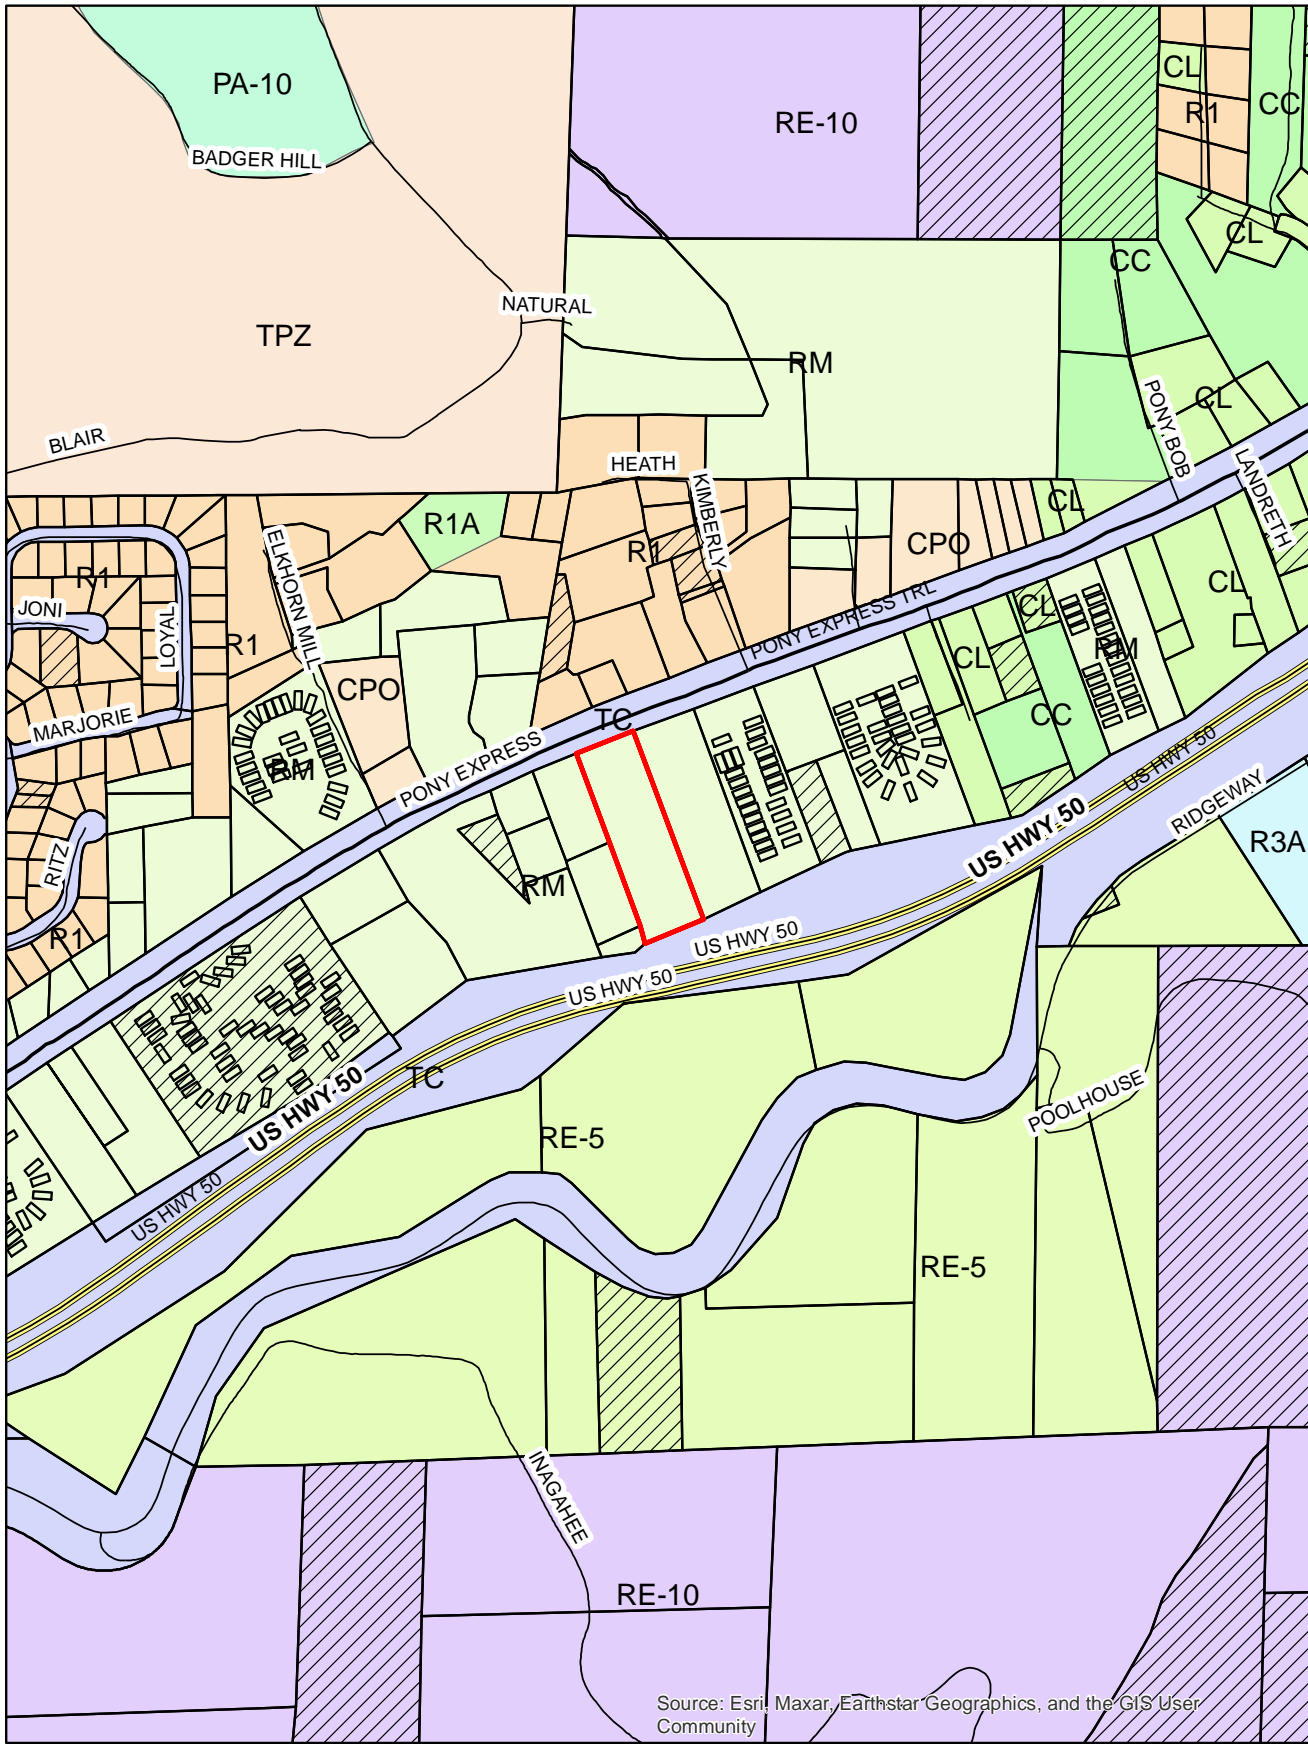 PA-10
BADGER HILL
RE-10
CL
R1
CC
CL
CC
NATURAL
TPZ
RM
PONY BOB
CL
BLAIR
HEATH
KIMBERLY
LANDRETH
CL
R1A
ELKHORN MILL
R1
CPO
R1
JONI
LOYAL
R1
PONY EXPRESS TRL
CL
CL
RM
CPO
CL
MARJORIE
TC
CC
PONY EXPRESS
RM
US HWY 50
RIDGEWAY
US HWY 50
R3A
RITZ
RM
R1
US HWY 50
US HWY 50
TC
US HWY 50
POOLHOUSE
RE-5
US HWY 50
RE-5
INAGAHEE
RE-10
Source: Esri, Maxar, Earthstar Geographics, and the GIS User
Community